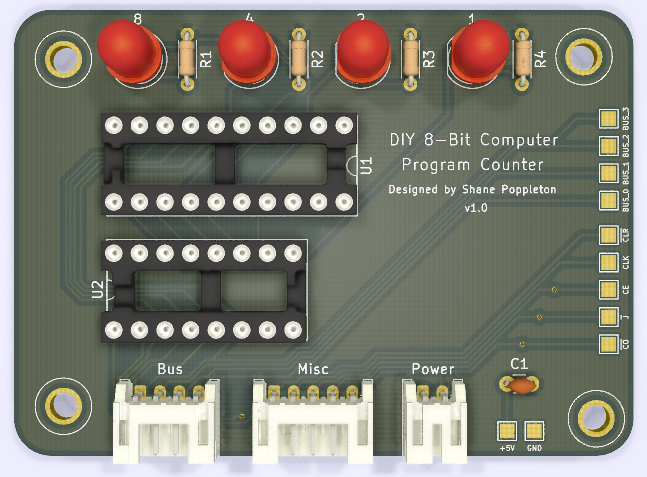 8 4 2 1
R1 R2 R3 R4
U1
DIY 8-Bit Computer
Program Counter
Designed by Shane Poppleton
v1.0
BUS_3
BUS_2
BUS_1
BUS_0
CLR
CLK
CE
J
CO
U2
Bus Misc Power
C1
+5V GND